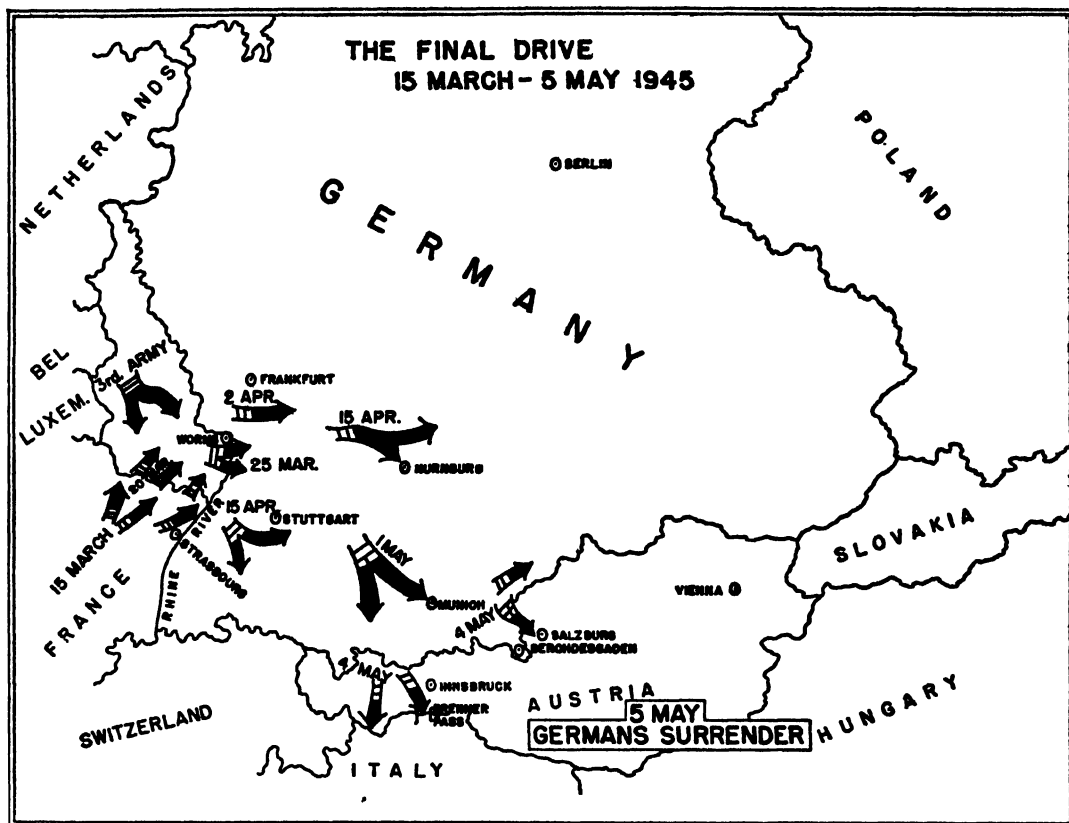 THE FINAL DRIVE
15 MARCH - 5 MAY 1945
NETHERLANDS
POLAND
BERLIN
GERMANY
BEL
LUXEM.
3rd. ARMY
FRANKFURT
2 APR.
15 APR.
WORMS
25 MAR.
NURNBURG
15 APR.
STUTTGART
RIVER
STRASBOURG
15 MARCH
FRANCE
RHINE
SLOVAKIA
1 MAY
MUNICH
VIENNA
4 MAY
SALZBURG
BERCHDESGADEN
4 MAY
INNSBRUCK
BRENNER
PASS
AUSTRIA
5 MAY
GERMANS SURRENDER
HUNGARY
SWITZERLAND
ITALY